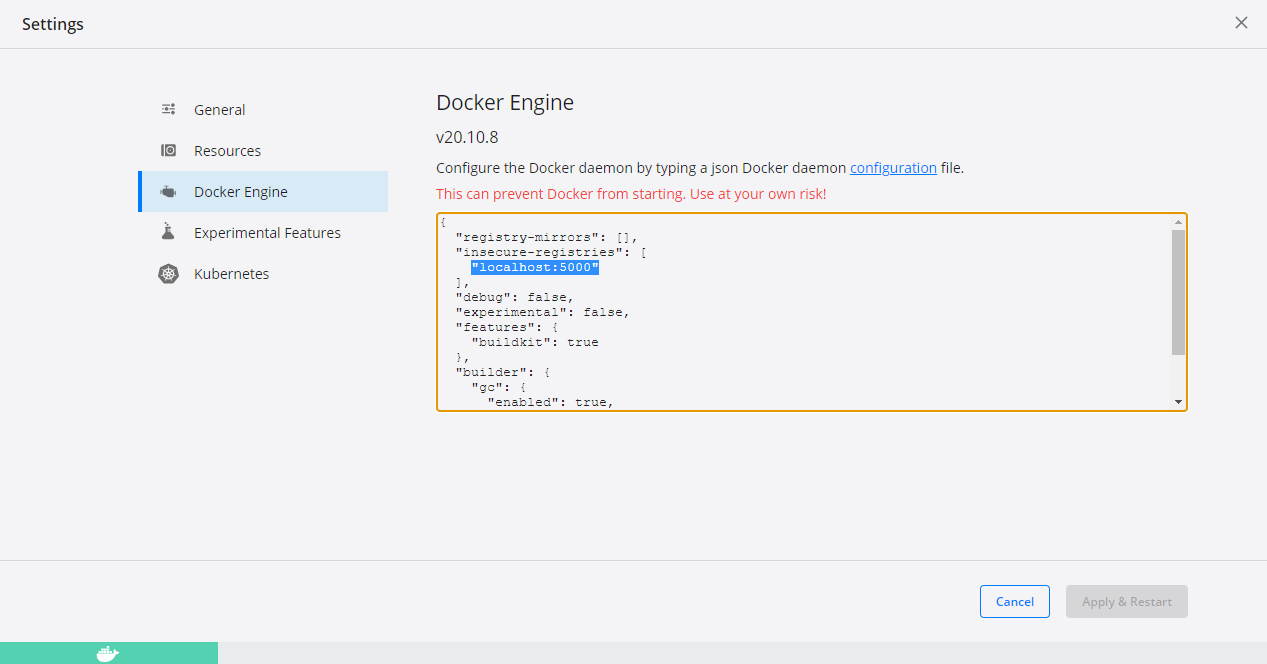 Settings
General
Resources
Docker Engine
Experimental Features
Kubernetes
Docker Engine
v20.10.8
Configure the Docker daemon by typing a json Docker daemon configuration file.
This can prevent Docker from starting. Use at your own risk!
{
  "registry-mirrors": [],
  "insecure-registries": [
    "localhost:5000"
  ],
  "debug": false,
  "experimental": false,
  "features": {
    "buildkit": true
  },
  "builder": {
    "gc": {
      "enabled": true,
Cancel
Apply & Restart